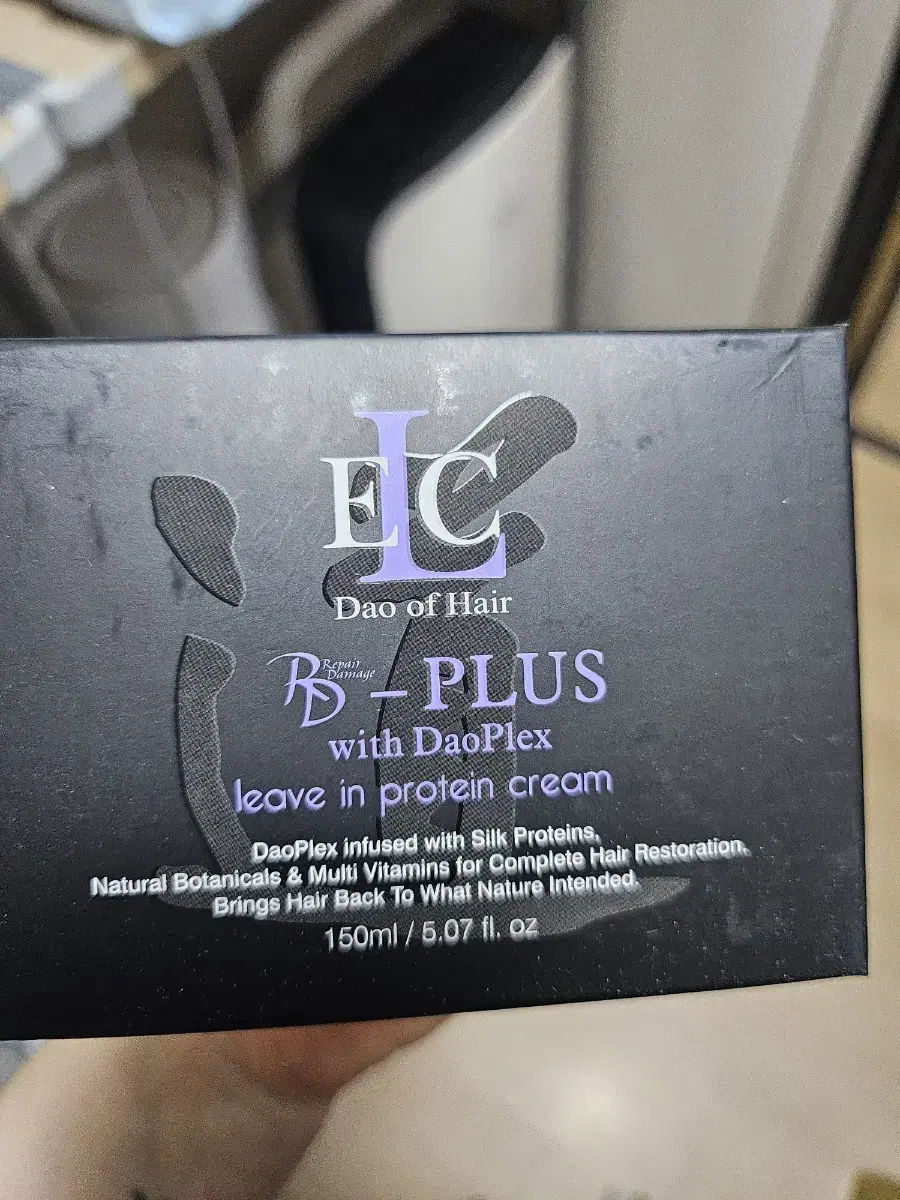 ELC
Dao of Hair
RD Repair Damage – PLUS
with DaoPlex
leave in protein cream
DaoPlex infused with Silk Proteins,
Natural Botanicals & Multi Vitamins for Complete Hair Restoration.
Brings Hair Back To What Nature Intended.
150ml / 5.07 fl. oz